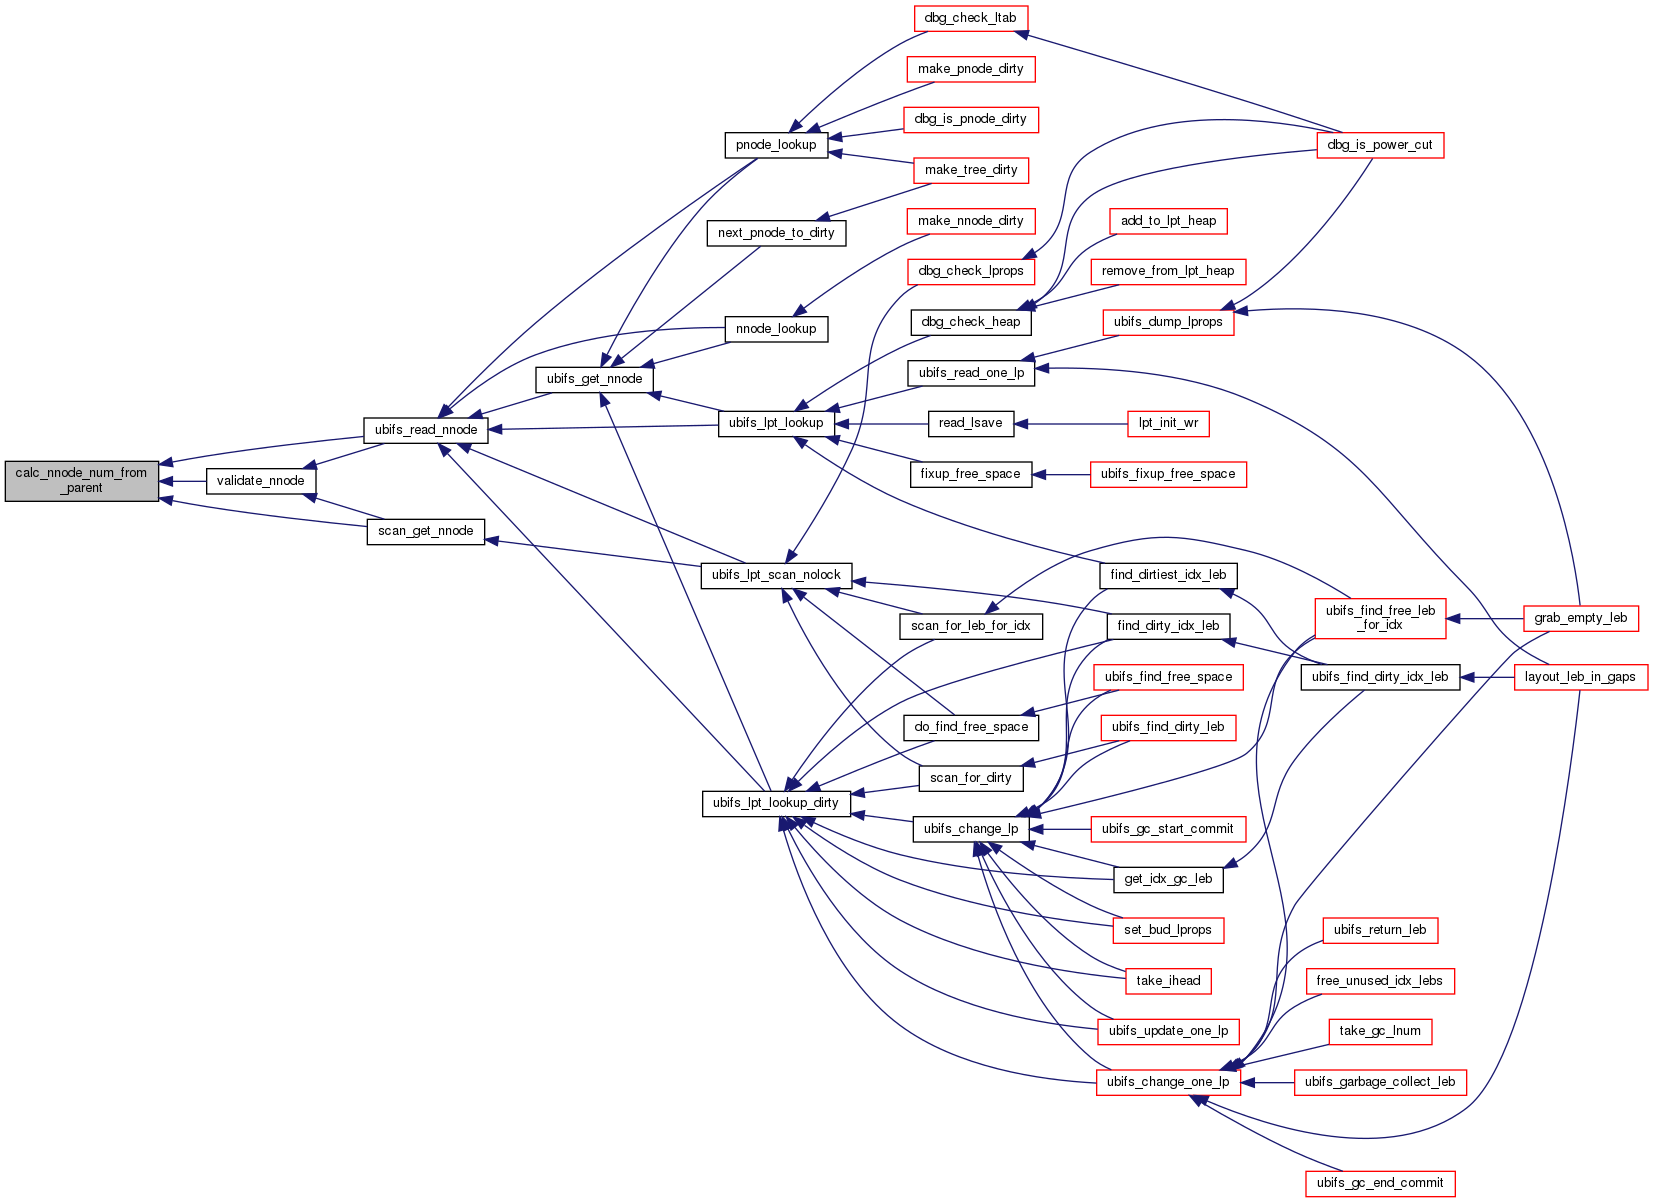 dbg_check_ltab
make_pnode_dirty
dbg_is_pnode_dirty
pnode_lookup
dbg_is_power_cut
make_tree_dirty
make_nnode_dirty
add_to_lpt_heap
next_pnode_to_dirty
dbg_check_lprops
remove_from_lpt_heap
nnode_lookup
dbg_check_heap
ubifs_dump_lprops
ubifs_get_nnode
ubifs_read_one_lp
ubifs_read_nnode
ubifs_lpt_lookup
read_lsave
lpt_init_wr
calc_nnode_num_from
_parent
validate_nnode
fixup_free_space
ubifs_fixup_free_space
scan_get_nnode
ubifs_lpt_scan_nolock
find_dirtiest_idx_leb
scan_for_leb_for_idx
find_dirty_idx_leb
ubifs_find_free_leb
_for_idx
grab_empty_leb
ubifs_find_free_space
ubifs_find_dirty_idx_leb
layout_leb_in_gaps
do_find_free_space
ubifs_find_dirty_leb
scan_for_dirty
ubifs_lpt_lookup_dirty
ubifs_change_lp
ubifs_gc_start_commit
get_idx_gc_leb
set_bud_lprops
ubifs_return_leb
take_ihead
free_unused_idx_lebs
ubifs_update_one_lp
take_gc_lnum
ubifs_change_one_lp
ubifs_garbage_collect_leb
ubifs_gc_end_commit